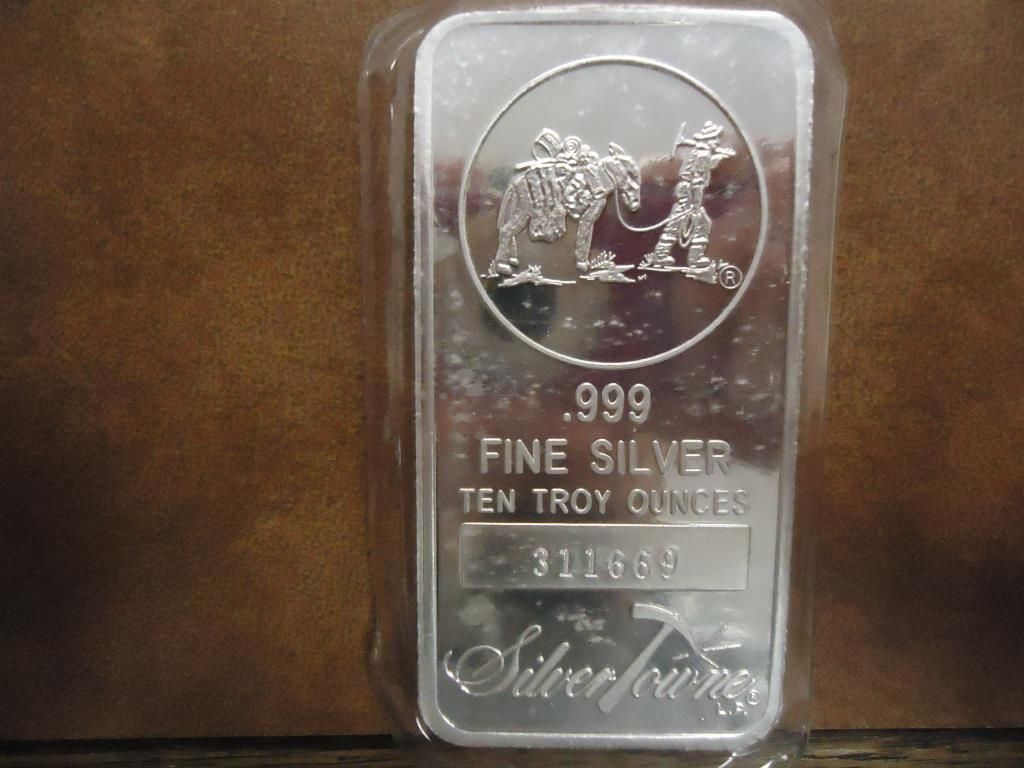 ®
.999
FINE SILVER
TEN TROY OUNCES
311669
SilverTowne®
L.P.